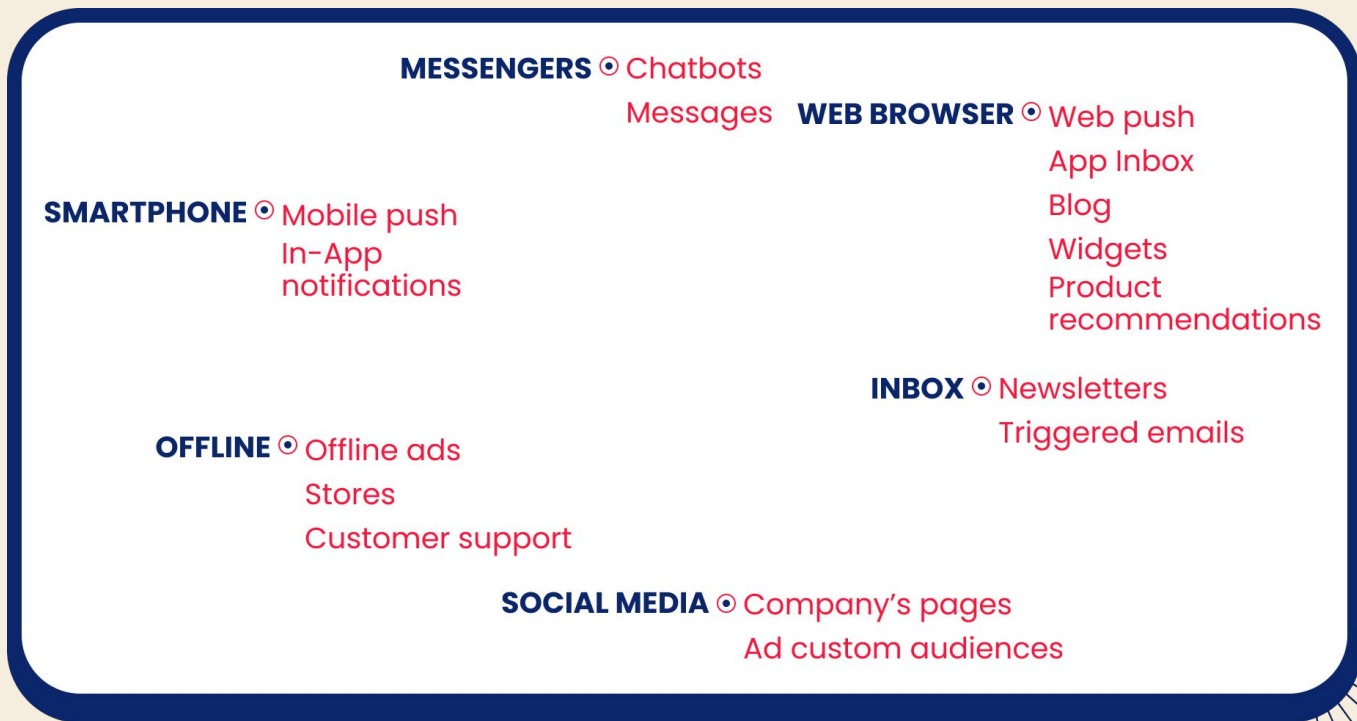 MESSENGERS Chatbots
Messages
WEB BROWSER Web push
App Inbox
Blog
Widgets
Product
recommendations
SMARTPHONE Mobile push
In-App
notifications
INBOX Newsletters
Triggered emails
OFFLINE Offline ads
Stores
Customer support
SOCIAL MEDIA Company’s pages
Ad custom audiences